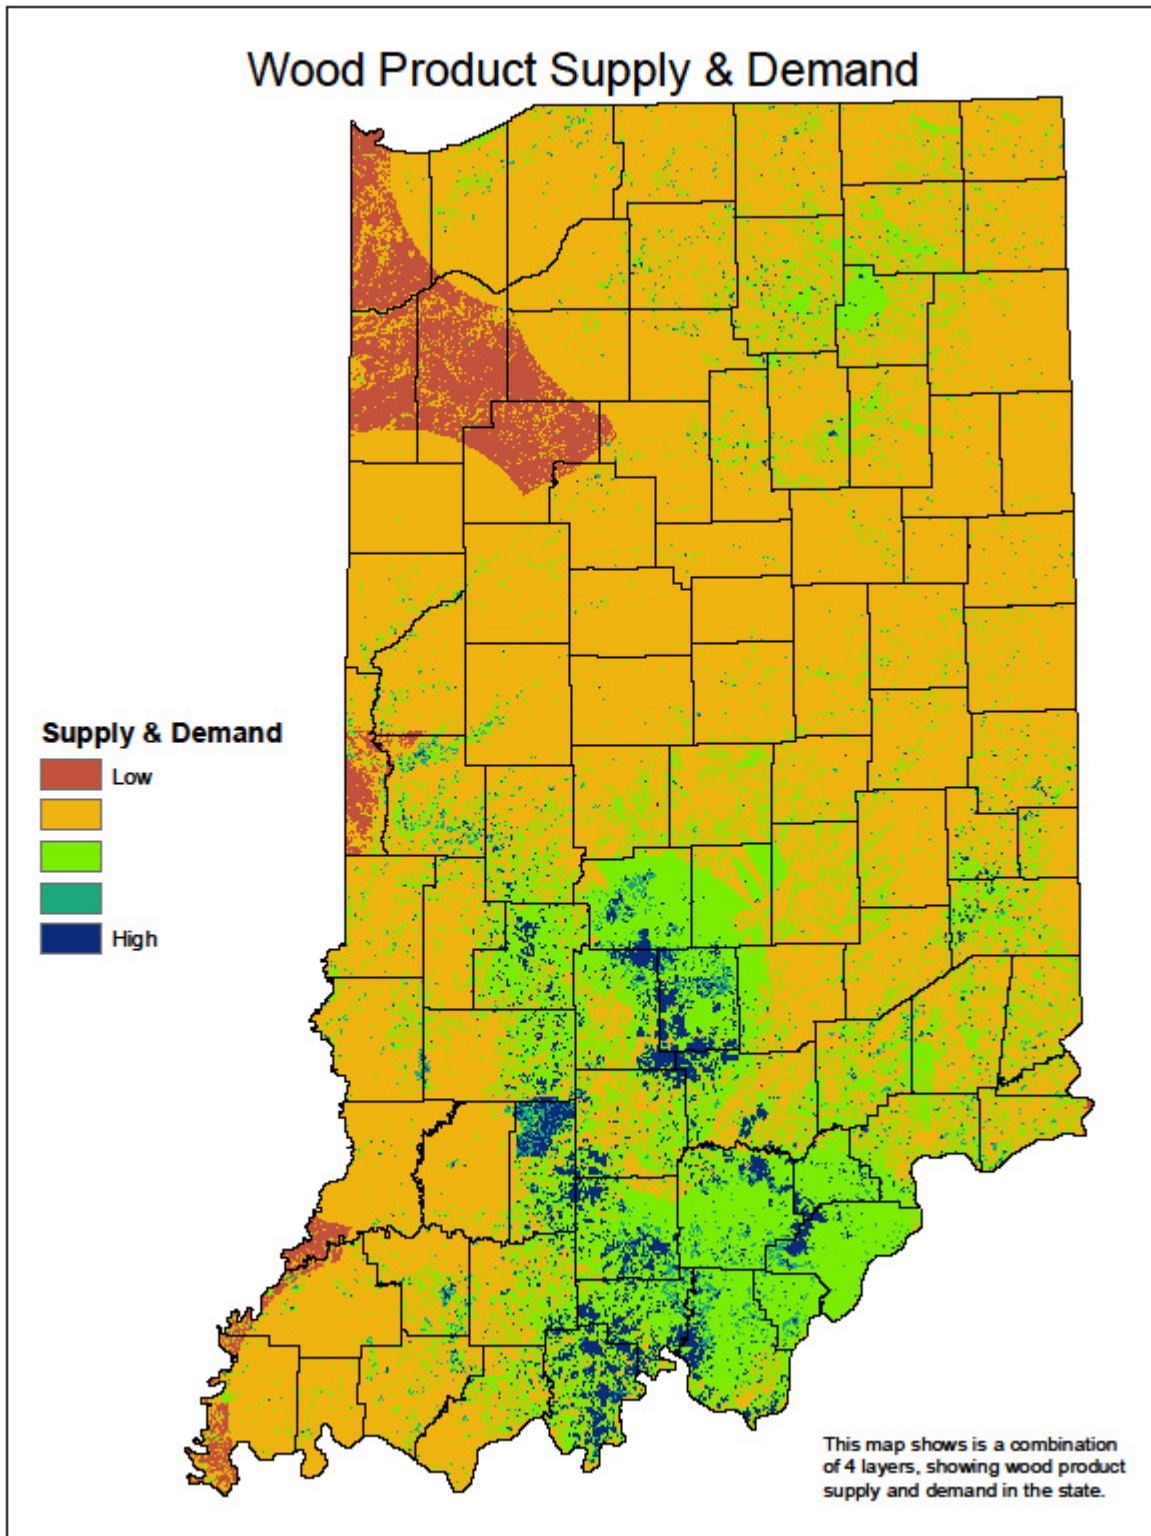 Wood Product Supply & Demand
Supply & Demand
Low
High
This map shows is a combination
of 4 layers, showing wood product
supply and demand in the state.